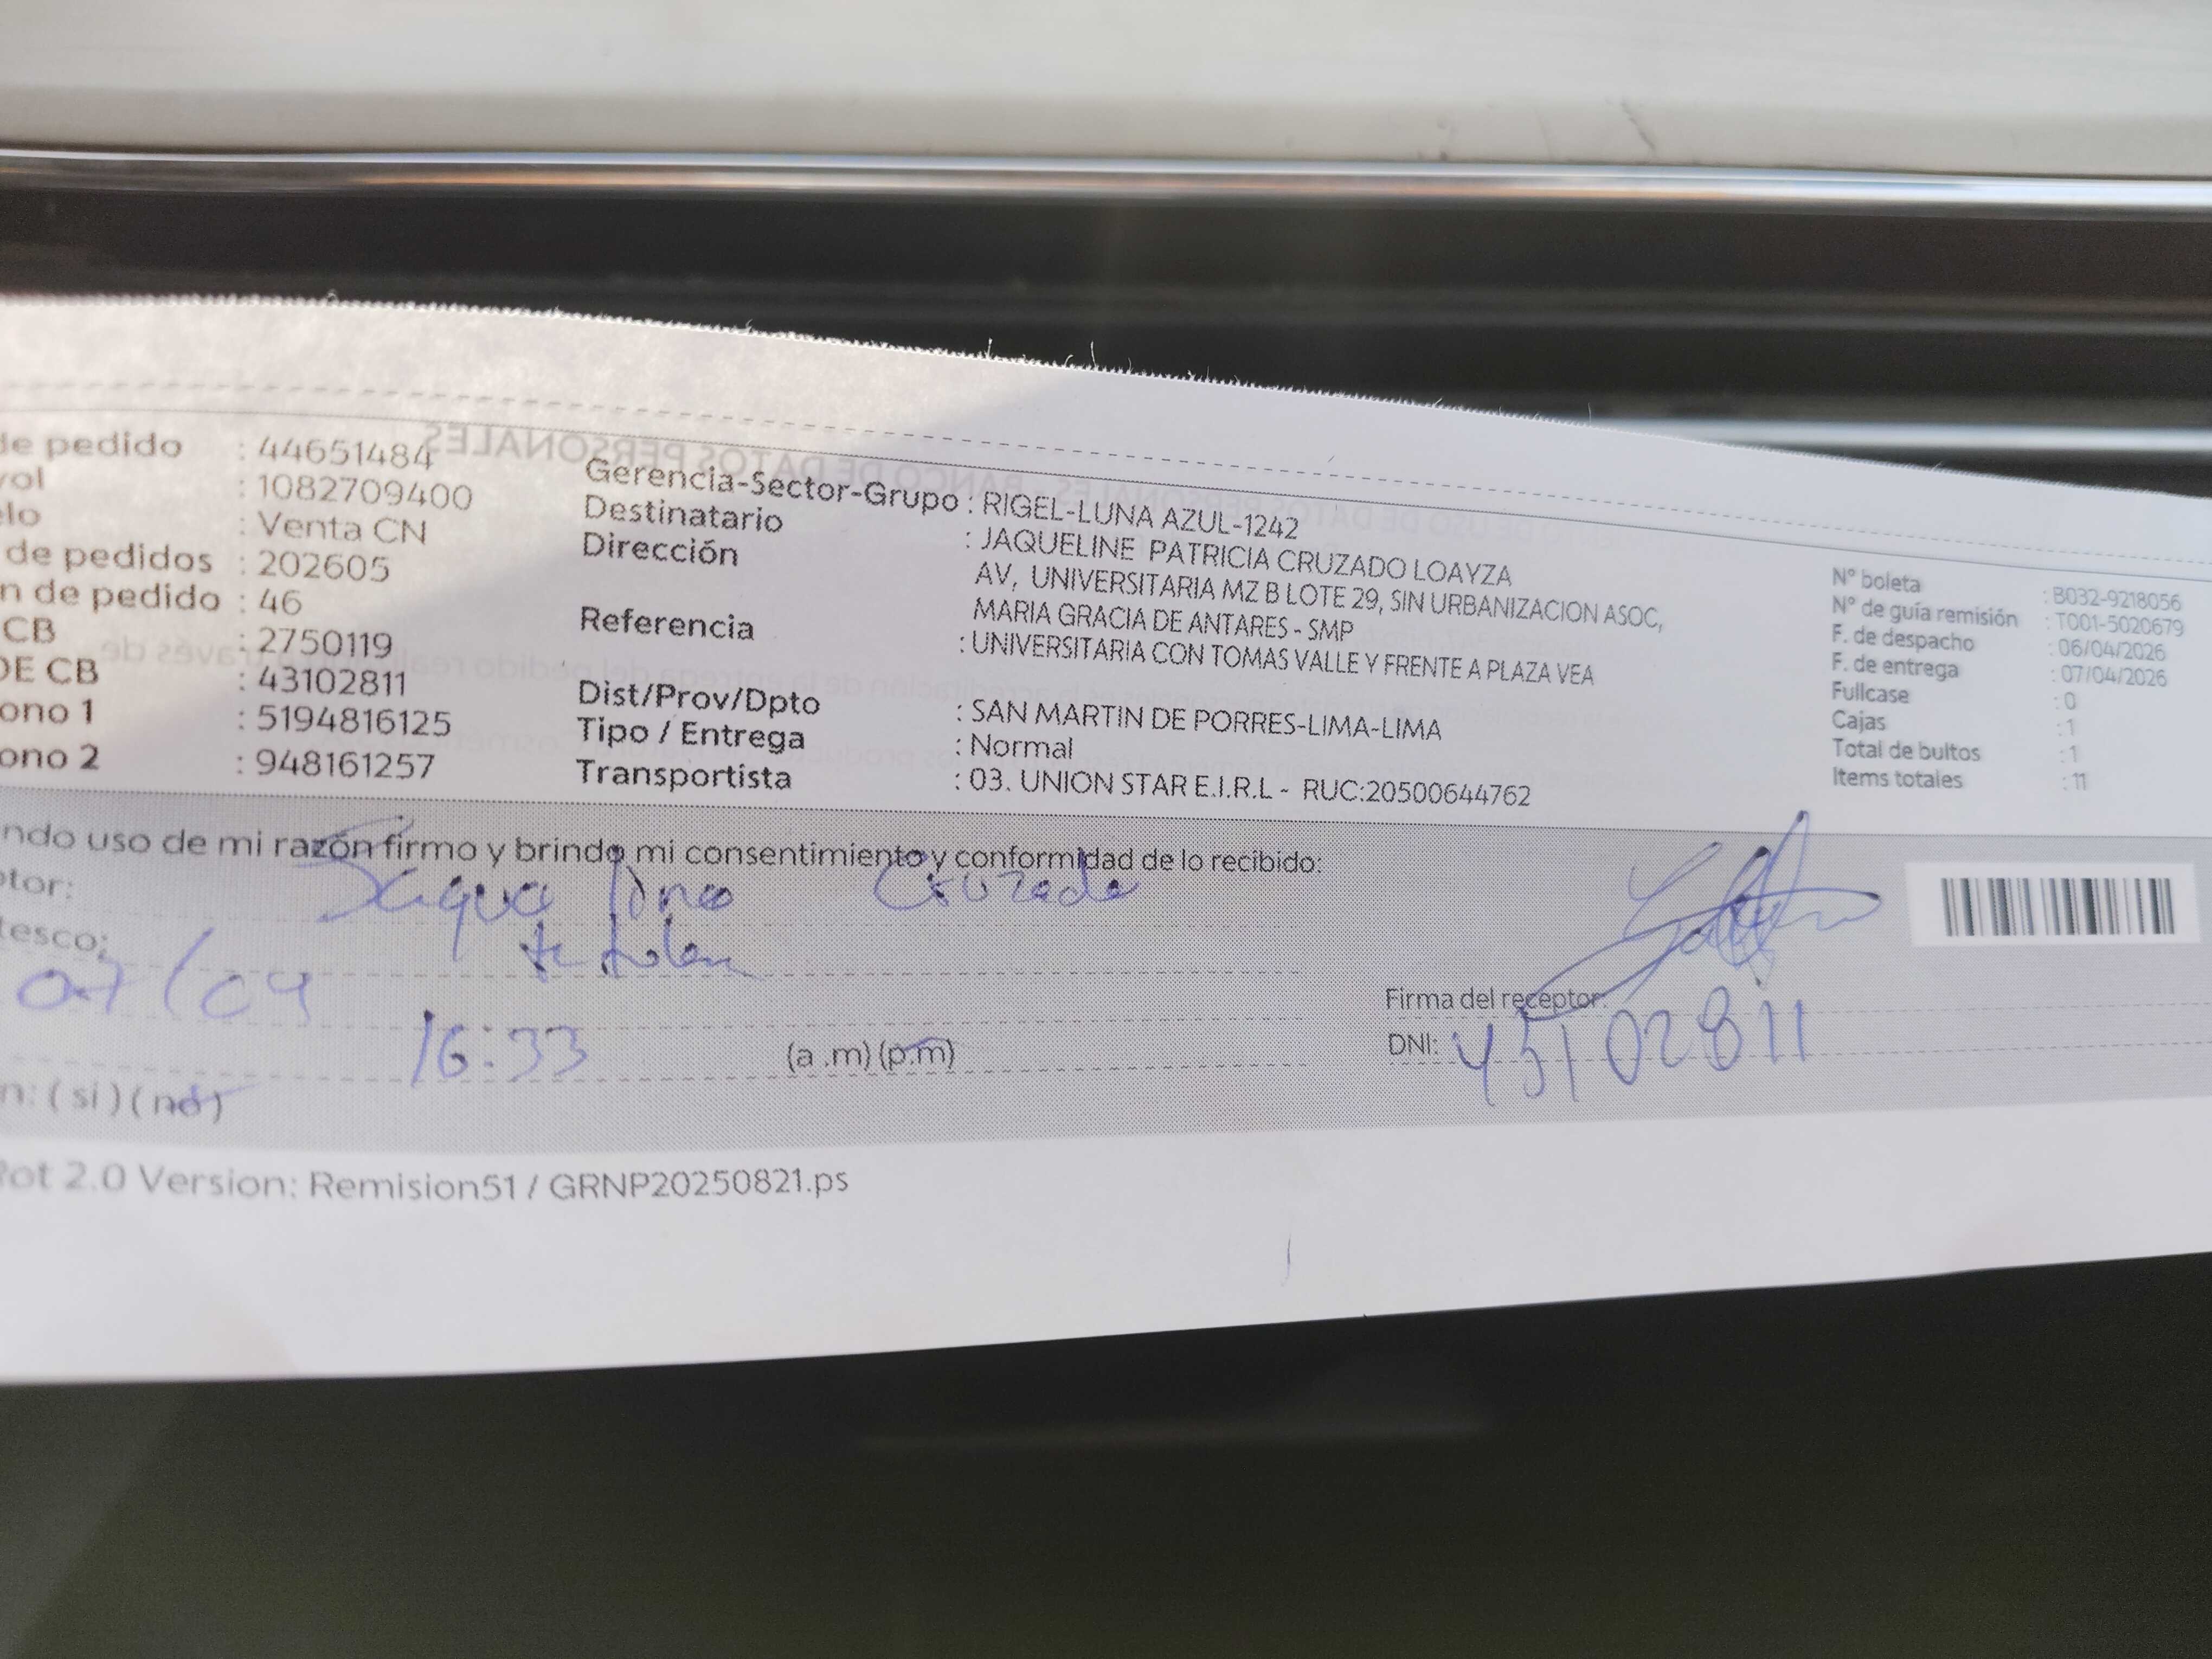 de pedido : 44651484
vol : 1082709400
elo : Venta CN
de pedidos : 202605
n de pedido : 46
CB : 2750119
DE CB : 43102811
ono 1 : 5194816125
ono 2 : 948161257
Gerencia-Sector-Grupo : RIGEL-LUNA AZUL-1242
Destinatario : JAQUELINE PATRICIA CRUZADO LOAYZA
Dirección AV, UNIVERSITARIA MZ B LOTE 29, SIN URBANIZACION ASOC,
MARIA GRACIA DE ANTARES - SMP
Referencia : UNIVERSITARIA CON TOMAS VALLE Y FRENTE A PLAZA VEA
Dist/Prov/Dpto : SAN MARTIN DE PORRES-LIMA-LIMA
Tipo / Entrega : Normal
Transportista : 03. UNION STAR E.I.R.L - RUC:20500644762
N° boleta : B032-9218056
N° de guía remisión : T001-5020679
F. de despacho : 06/04/2026
F. de entrega : 07/04/2026
Fullcase : 0
Cajas : 1
Total de bultos : 1
Items totales : 11
ndo uso de mi razón firmo y brindo mi consentimiento y conformidad de lo recibido:
ptor: Cruzado
tesco:
07/04
16:33 (a .m) (p.m)
n: ( si ) ( no )
Firma del receptor:
DNI: 43102811
Rot 2.0 Version: Remision51 / GRNP20250821.ps